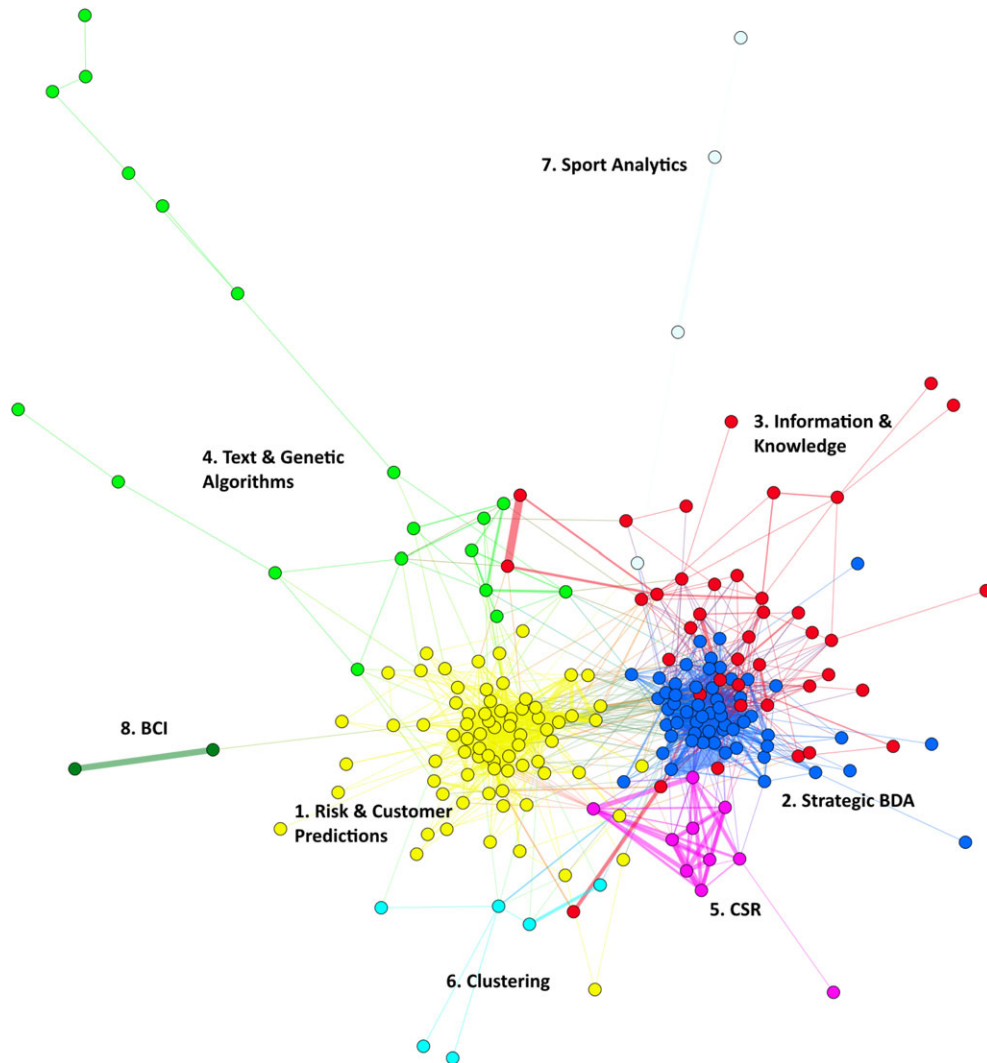 7. Sport Analytics
3. Information &
Knowledge
4. Text & Genetic
Algorithms
8. BCI
1. Risk & Customer
Predictions
2. Strategic BDA
5. CSR
6. Clustering